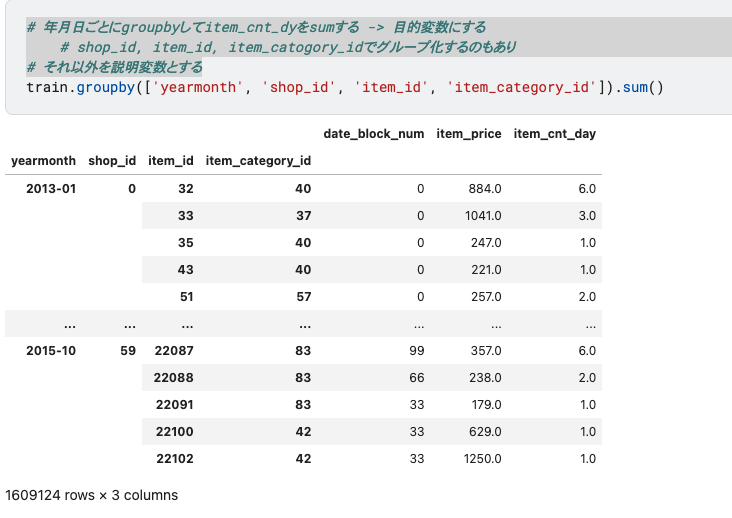 # 年月日ごとにgroupbyしてitem_cnt_dyをsumする -> 目的変数にする
# shop_id, item_id, item_catogory_idでグループ化するのもあり
# それ以外を説明変数とする
train.groupby(['yearmonth', 'shop_id', 'item_id', 'item_category_id']).sum()
date_block_num item_price item_cnt_day
yearmonth shop_id item_id item_category_id
2013-01 0 32 40 0 884.0 6.0
33 37 0 1041.0 3.0
35 40 0 247.0 1.0
43 40 0 221.0 1.0
51 57 0 257.0 2.0
... ... ... ... ... ... ...
2015-10 59 22087 83 99 357.0 6.0
22088 83 66 238.0 2.0
22091 83 33 179.0 1.0
22100 42 33 629.0 1.0
22102 42 33 1250.0 1.0
1609124 rows × 3 columns